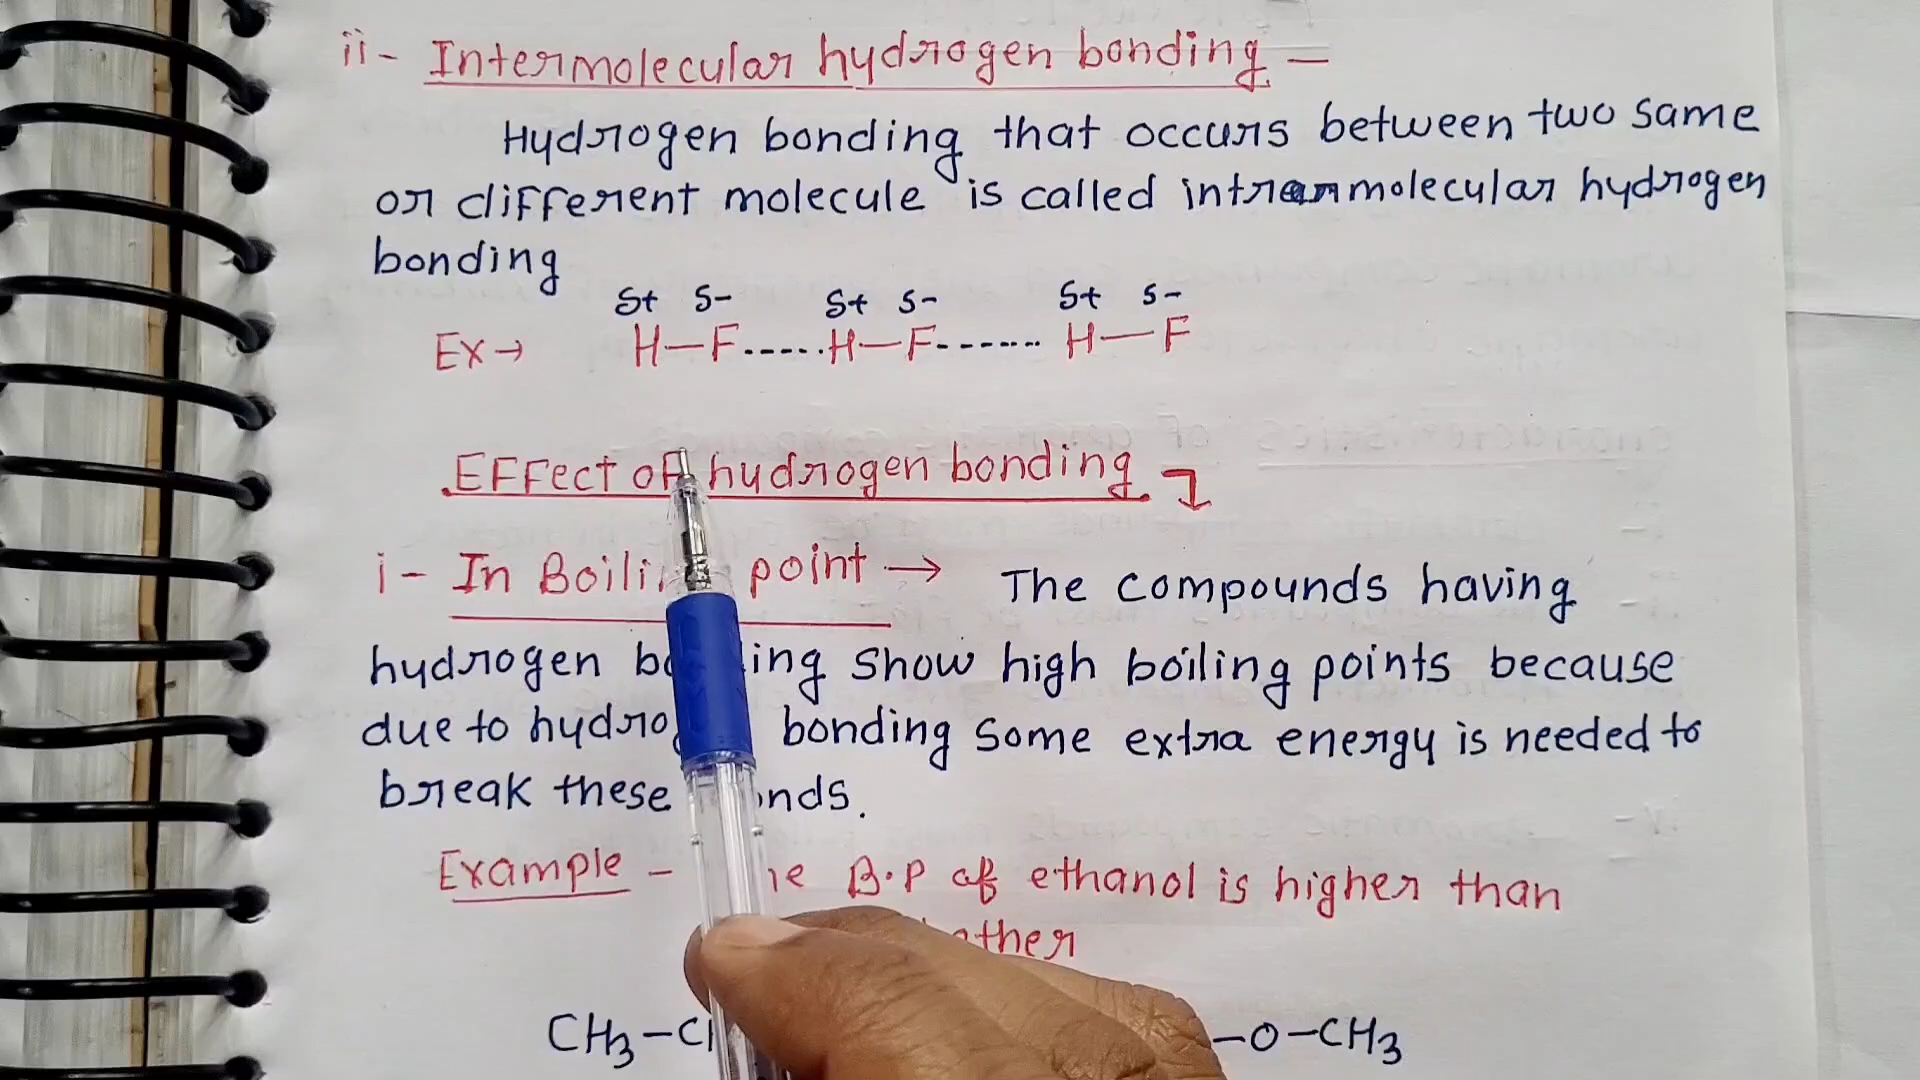 ii- Intermolecular hydrogen bonding –
Hydrogen bonding that occurs between two same
or different molecule is called intramolecular hydrogen
bonding
δ+ δ- δ+ δ- δ+ δ-
Ex → H–F.....H–F------ H–F
Effect of hydrogen bonding
i- In Boili point → The compounds having
hydrogen b ing show high boiling points because
due to hydro bonding some extra energy is needed to
break these nds.
Example – B.P of ethanol is higher than
ther
CH3–C –O–CH3